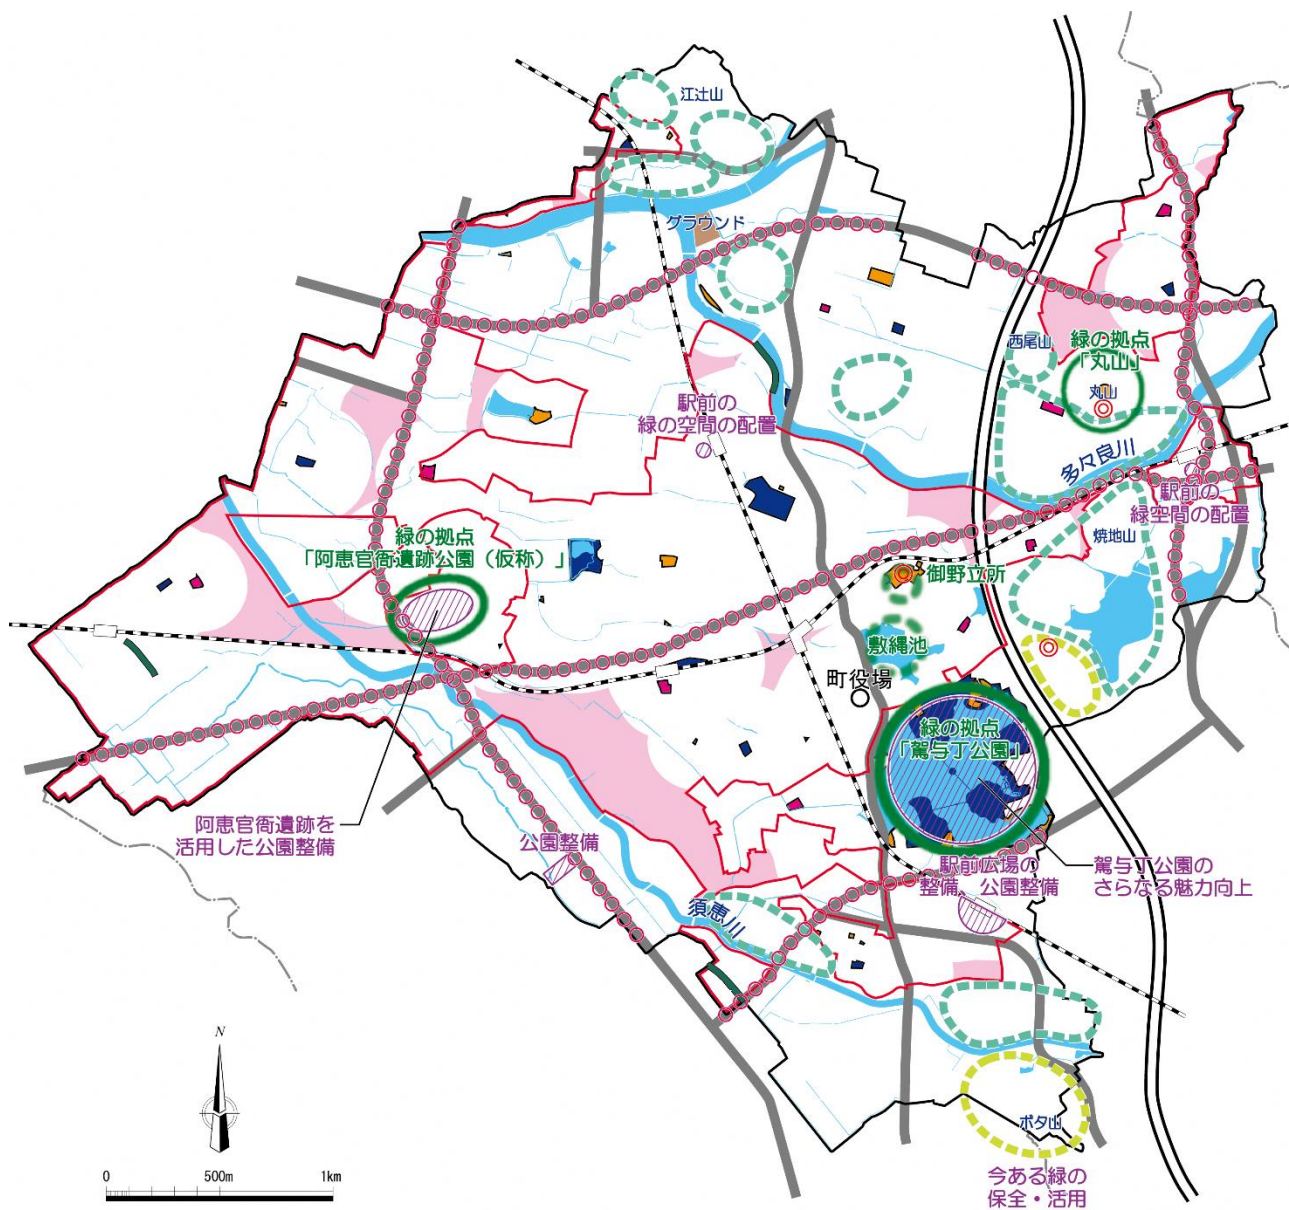 江辻山
グラウンド
西尾山
緑の拠点
「丸山」
丸山
駅前の
緑の空間の配置
多々良川
駅前の
緑空間の配置
焼地山
緑の拠点
「阿恵官衙遺跡公園（仮称）」
御野立所
敷縄池
町役場
緑の拠点
「駕与丁公園」
阿恵官衙遺跡を
活用した公園整備
公園整備
駅前広場の
整備、公園整備
駕与丁公園の
さらなる魅力向上
須恵川
ボタ山
今ある緑の
保全・活用
N
0 500m 1km